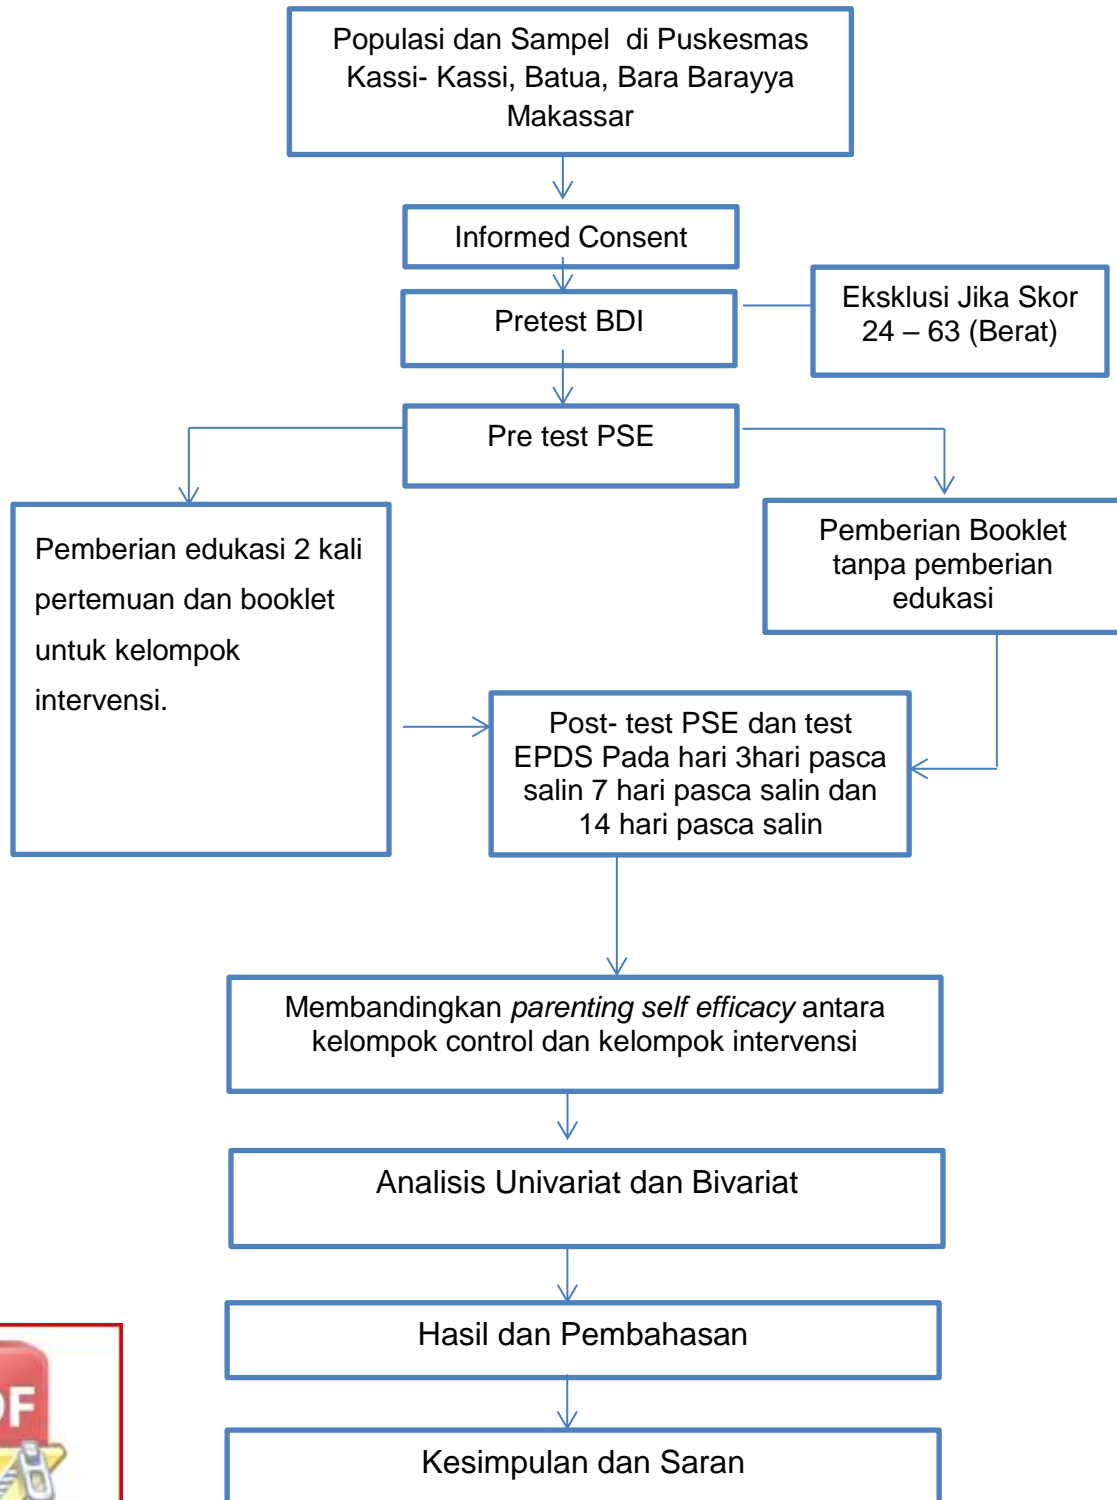 Populasi dan Sampel di Puskesmas
Kassi- Kassi, Batua, Bara Barayya
Makassar
Informed Consent
Pretest BDI
Eksklusi Jika Skor
24 – 63 (Berat)
Pre test PSE
Pemberian edukasi 2 kali
pertemuan dan booklet
untuk kelompok
intervensi.
Pemberian Booklet
tanpa pemberian
edukasi
Post- test PSE dan test
EPDS Pada hari 3hari pasca
salin 7 hari pasca salin dan
14 hari pasca salin
Membandingkan parenting self efficacy antara
kelompok control dan kelompok intervensi
Analisis Univariat dan Bivariat
Hasil dan Pembahasan
Kesimpulan dan Saran